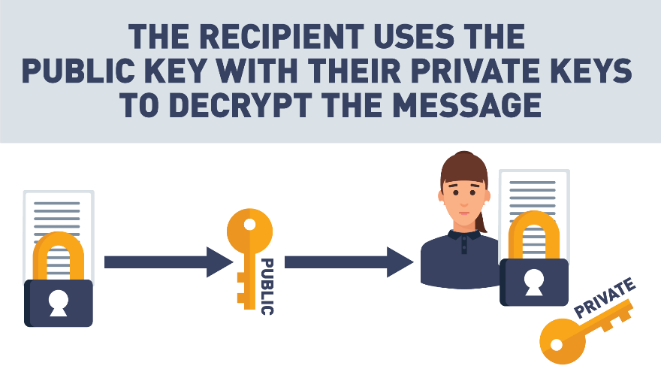 THE RECIPIENT USES THE
PUBLIC KEY WITH THEIR PRIVATE KEYS
TO DECRYPT THE MESSAGE
PUBLIC
PRIVATE